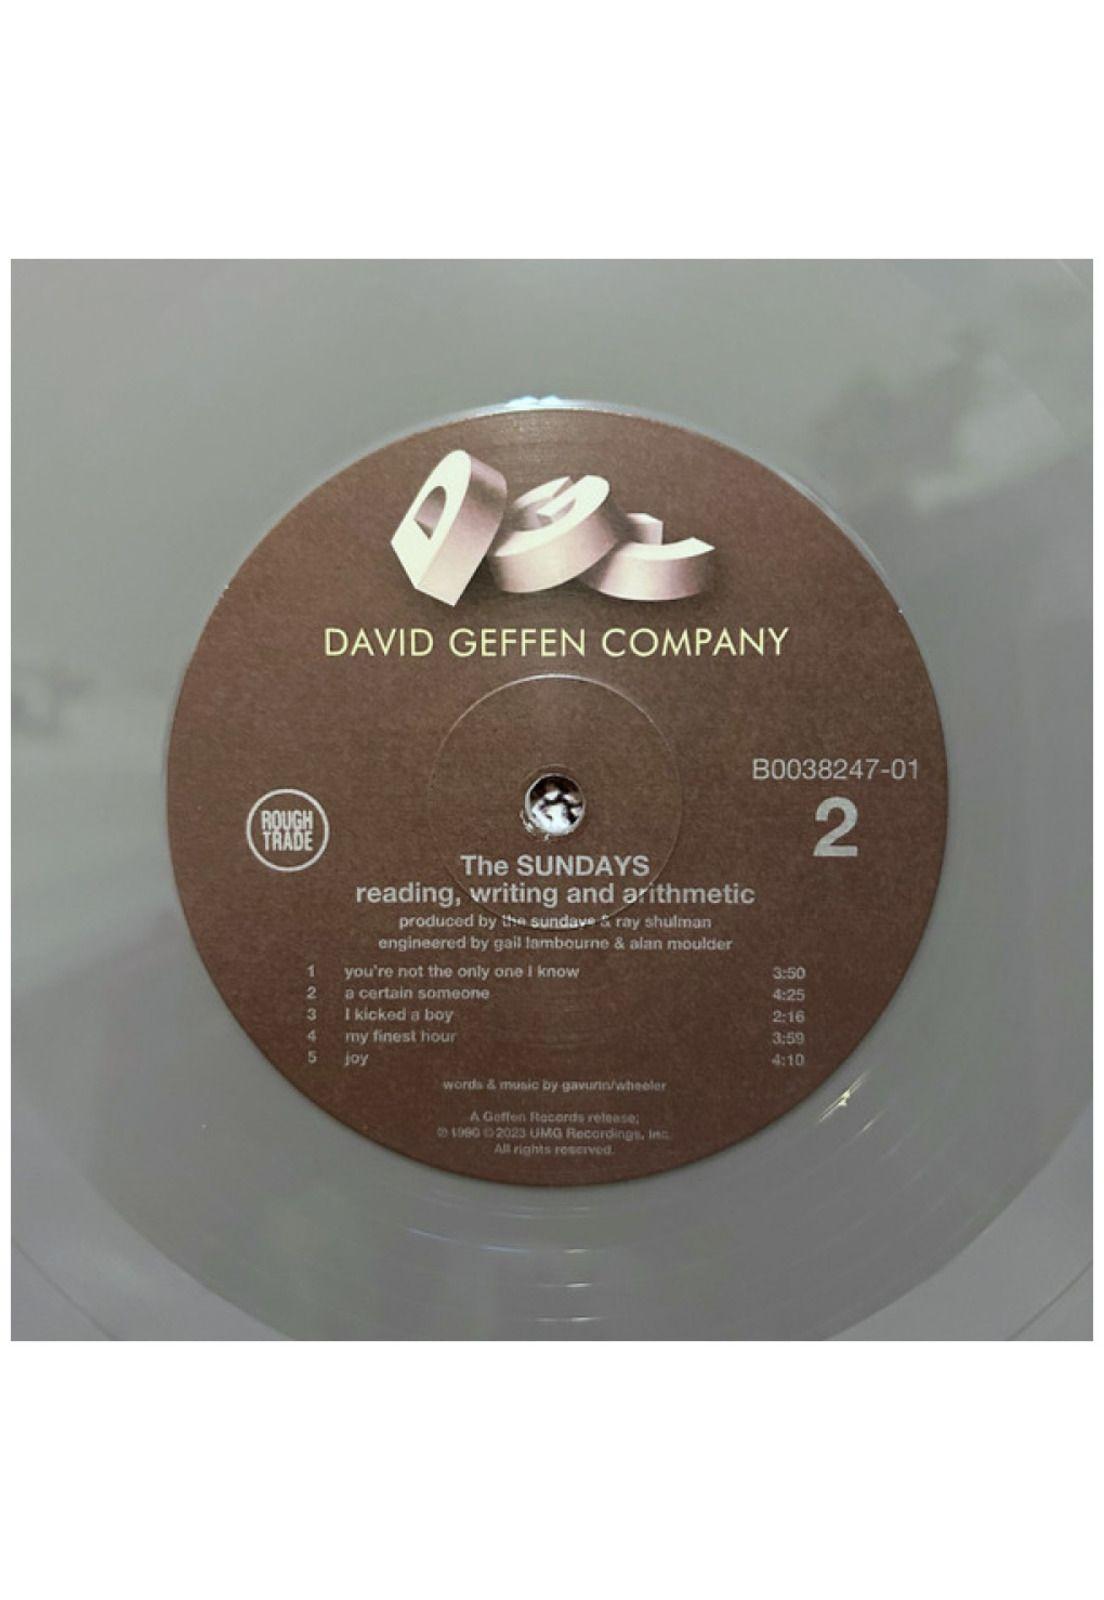 DGC
DAVID GEFFEN COMPANY
B0038247-01
2
ROUGH
TRADE
The SUNDAYS
reading, writing and arithmetic
produced by the sundays & ray shulman
engineered by gail lambourne & alan moulder
1 you're not the only one I know 3:50
2 a certain someone 4:25
3 I kicked a boy 2:16
4 my finest hour 3:59
5 joy 4:10
words & music by gavurin/wheeler
A Geffen Records release;
℗ 1990 © 2023 UMG Recordings, Inc.
All rights reserved.